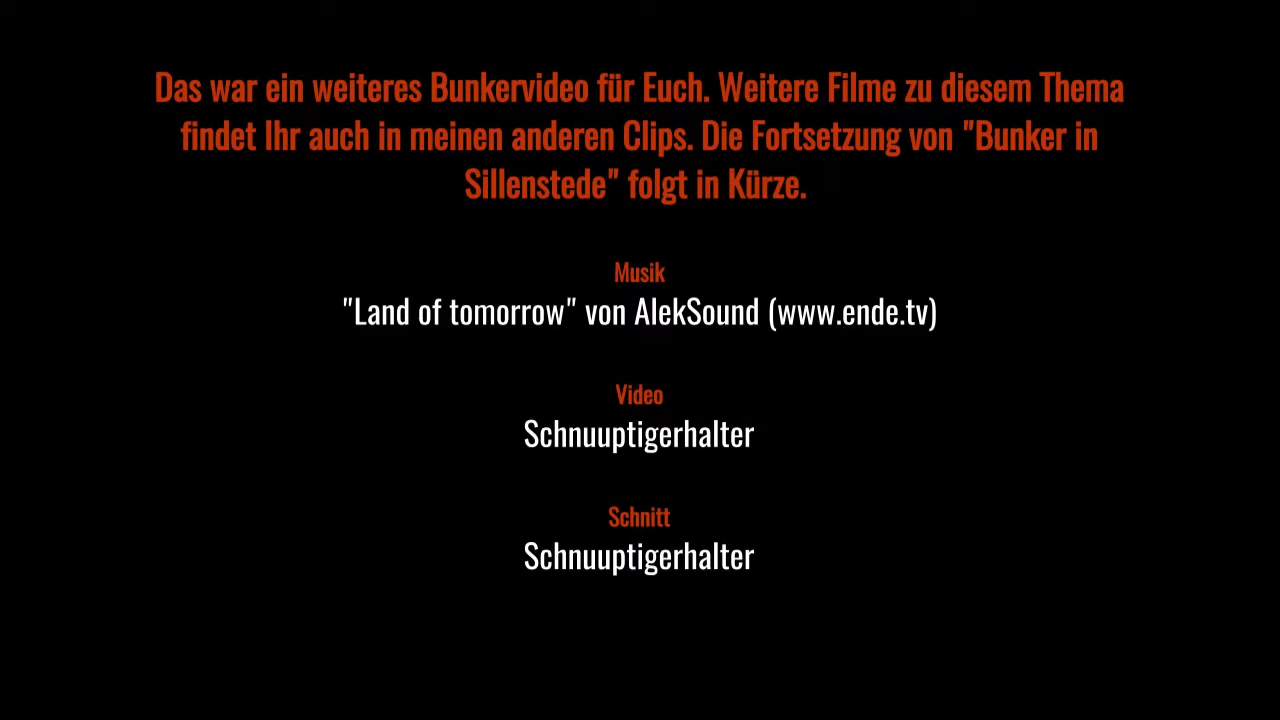 Das war ein weiteres Bunkervideo für Euch. Weitere Filme zu diesem Thema
findet Ihr auch in meinen anderen Clips. Die Fortsetzung von "Bunker in
Sillenstede" folgt in Kürze.
Musik
"Land of tomorrow" von AlekSound (www.ende.tv)
Video
Schnuuptigerhalter
Schnitt
Schnuuptigerhalter